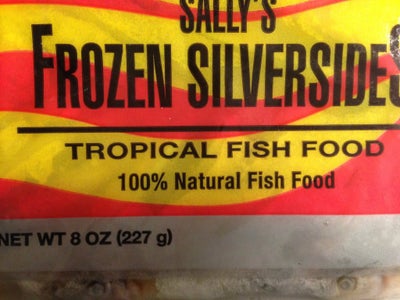 SALLY'S
FROZEN SILVERSIDES
TROPICAL FISH FOOD
100% Natural Fish Food
NET WT 8 OZ (227 g)